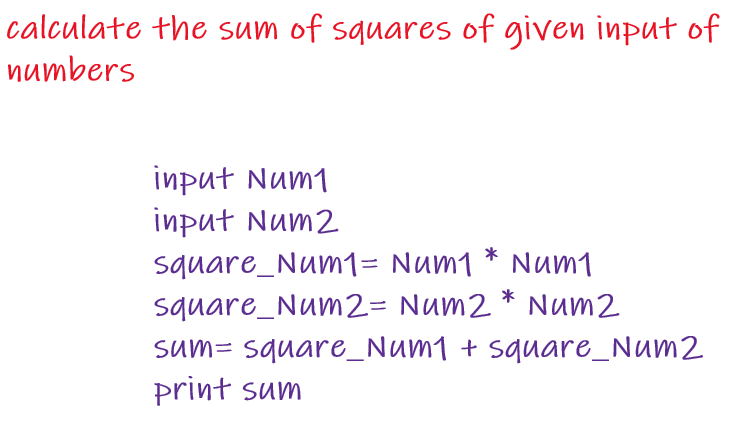 calculate the sum of squares of given input of
numbers
input Num1
input Num2
square_Num1= Num1 * Num1
square_Num2= Num2 * Num2
sum= square_Num1 + square_Num2
print sum